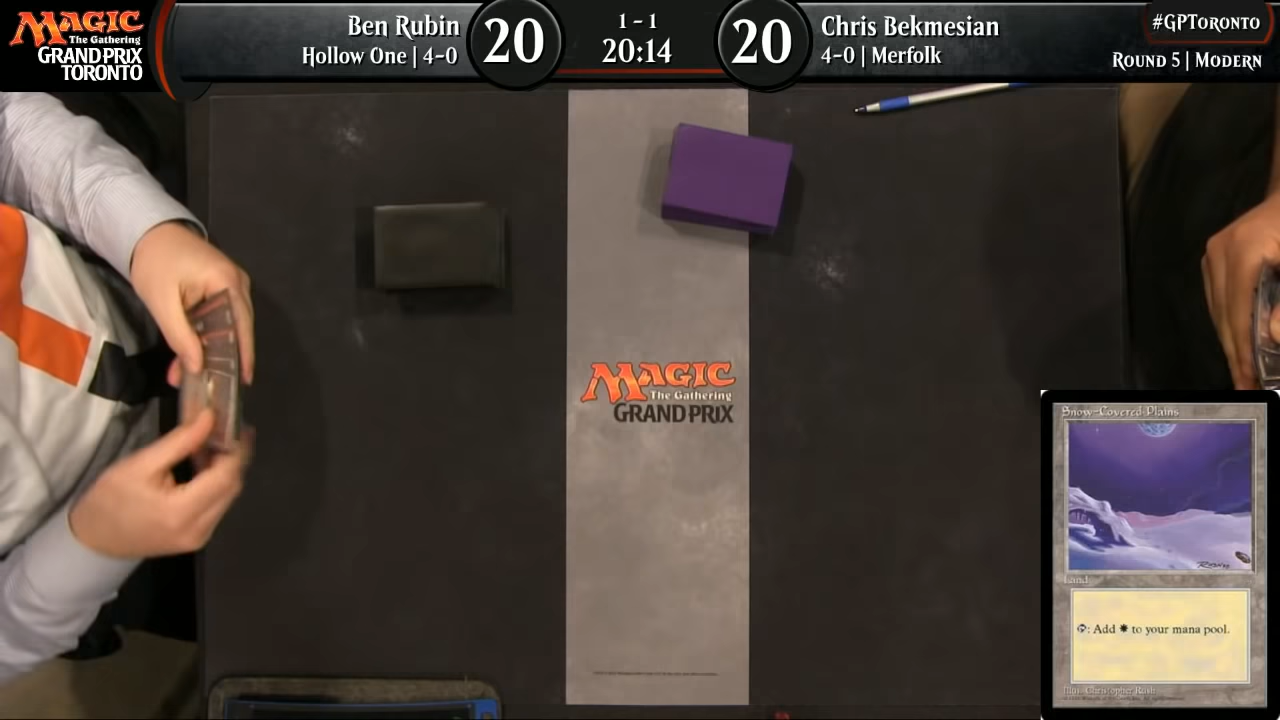 MAGIC
The Gathering
GRAND PRIX
TORONTO
Ben Rubin
Hollow One | 4-0
20
1 - 1
20:14
20
Chris Bekmesian
4-0 | Merfolk
#GPTORONTO
ROUND 5 | MODERN
MAGIC
The Gathering
GRAND PRIX
Snow-Covered Plains
Land
: Add to your mana pool.
Illus. Christopher Rush